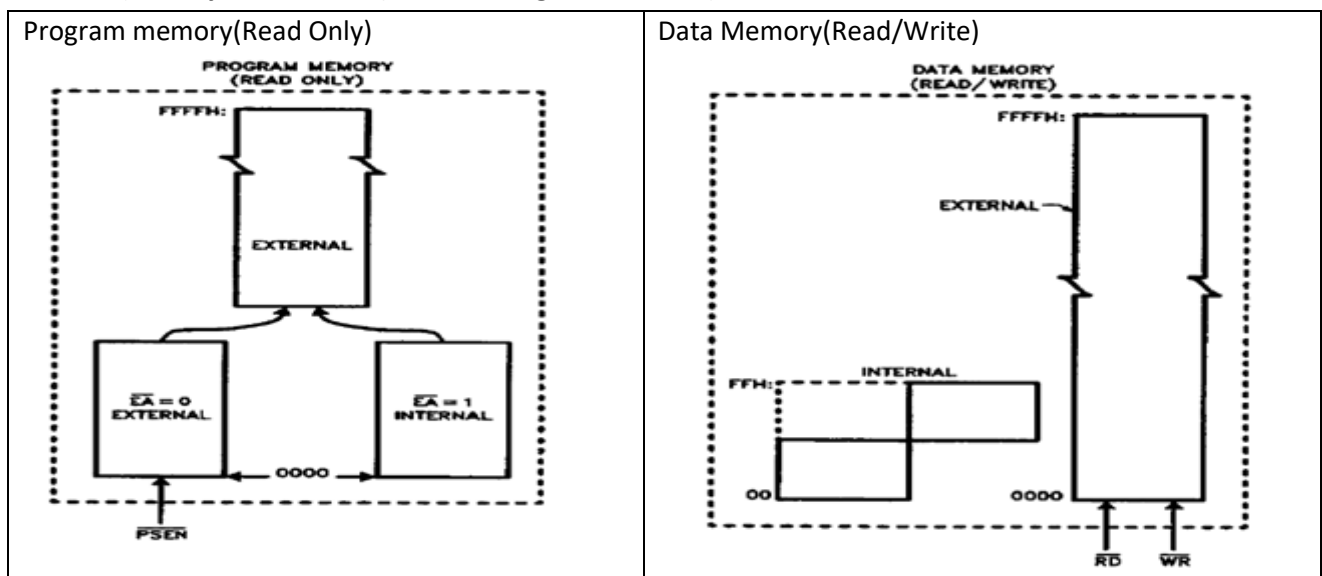 Program memory(Read Only)
PROGRAM MEMORY
(READ ONLY)
FFFFH:
EXTERNAL
EA = 0
EXTERNAL
EA = 1
INTERNAL
0000
PSEN
Data Memory(Read/Write)
DATA MEMORY
(READ/WRITE)
FFFFH:
EXTERNAL
INTERNAL
FFH:
00
0000
RD
WR